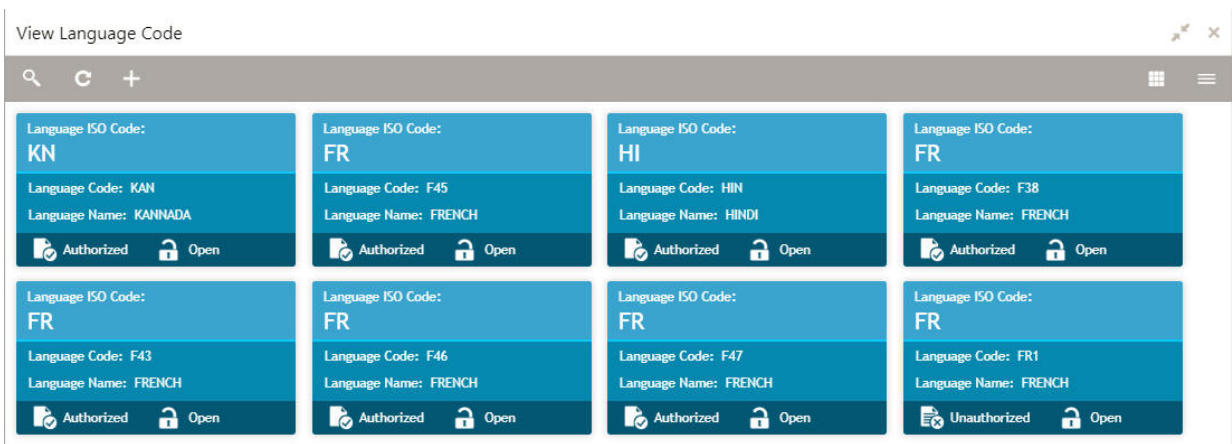 View Language Code
Language ISO Code:
KN
Language Code: KAN
Language Name: KANNADA
Authorized Open
Language ISO Code:
FR
Language Code: F45
Language Name: FRENCH
Authorized Open
Language ISO Code:
HI
Language Code: HIN
Language Name: HINDI
Authorized Open
Language ISO Code:
FR
Language Code: F38
Language Name: FRENCH
Authorized Open
Language ISO Code:
FR
Language Code: F43
Language Name: FRENCH
Authorized Open
Language ISO Code:
FR
Language Code: F46
Language Name: FRENCH
Authorized Open
Language ISO Code:
FR
Language Code: F47
Language Name: FRENCH
Authorized Open
Language ISO Code:
FR
Language Code: FR1
Language Name: FRENCH
Unauthorized Open